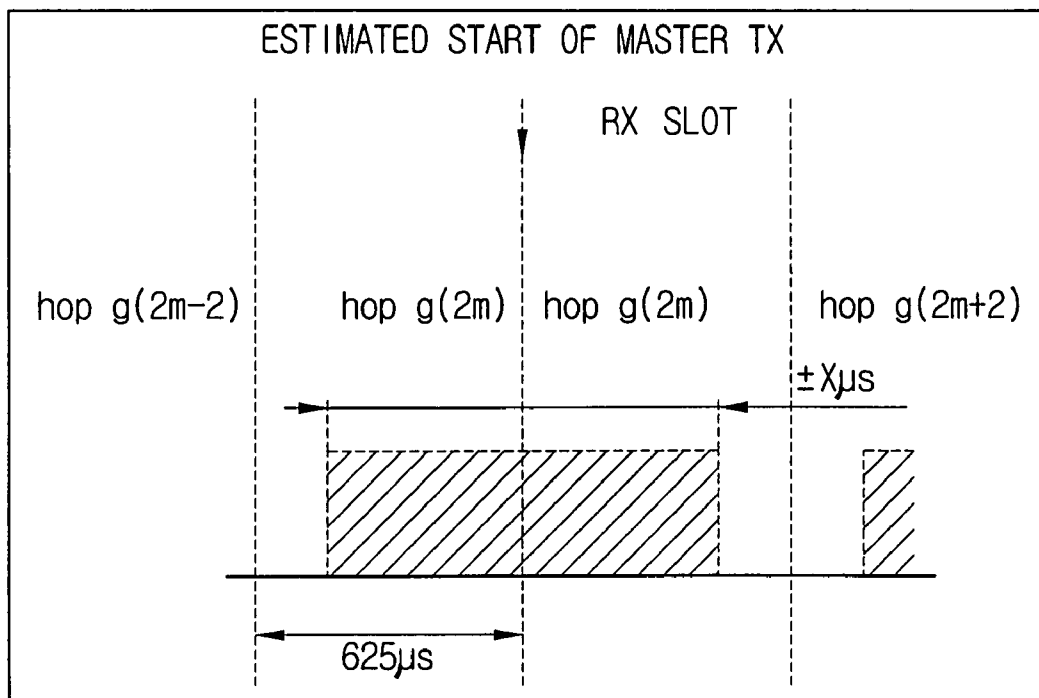 ESTIMATED START OF MASTER TX
RX SLOT
hop g(2m-2) hop g(2m) hop g(2m) hop g(2m+2)
±Xµs
625µs